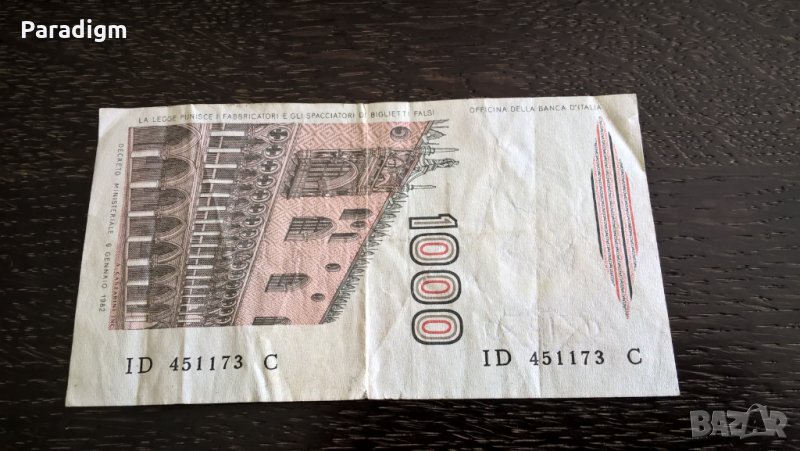 Paradigm
LA LEGGE PUNISCE I FABBRICATORI E GLI SPACCIATORI DI BIGLIETTI FALSI
OFFICINA DELLA BANCA D'ITALIA
DECRETO MINISTERIALE 6 GENNAIO 1982
1000
ID 451173 C
ID 451173 C
BAZAR